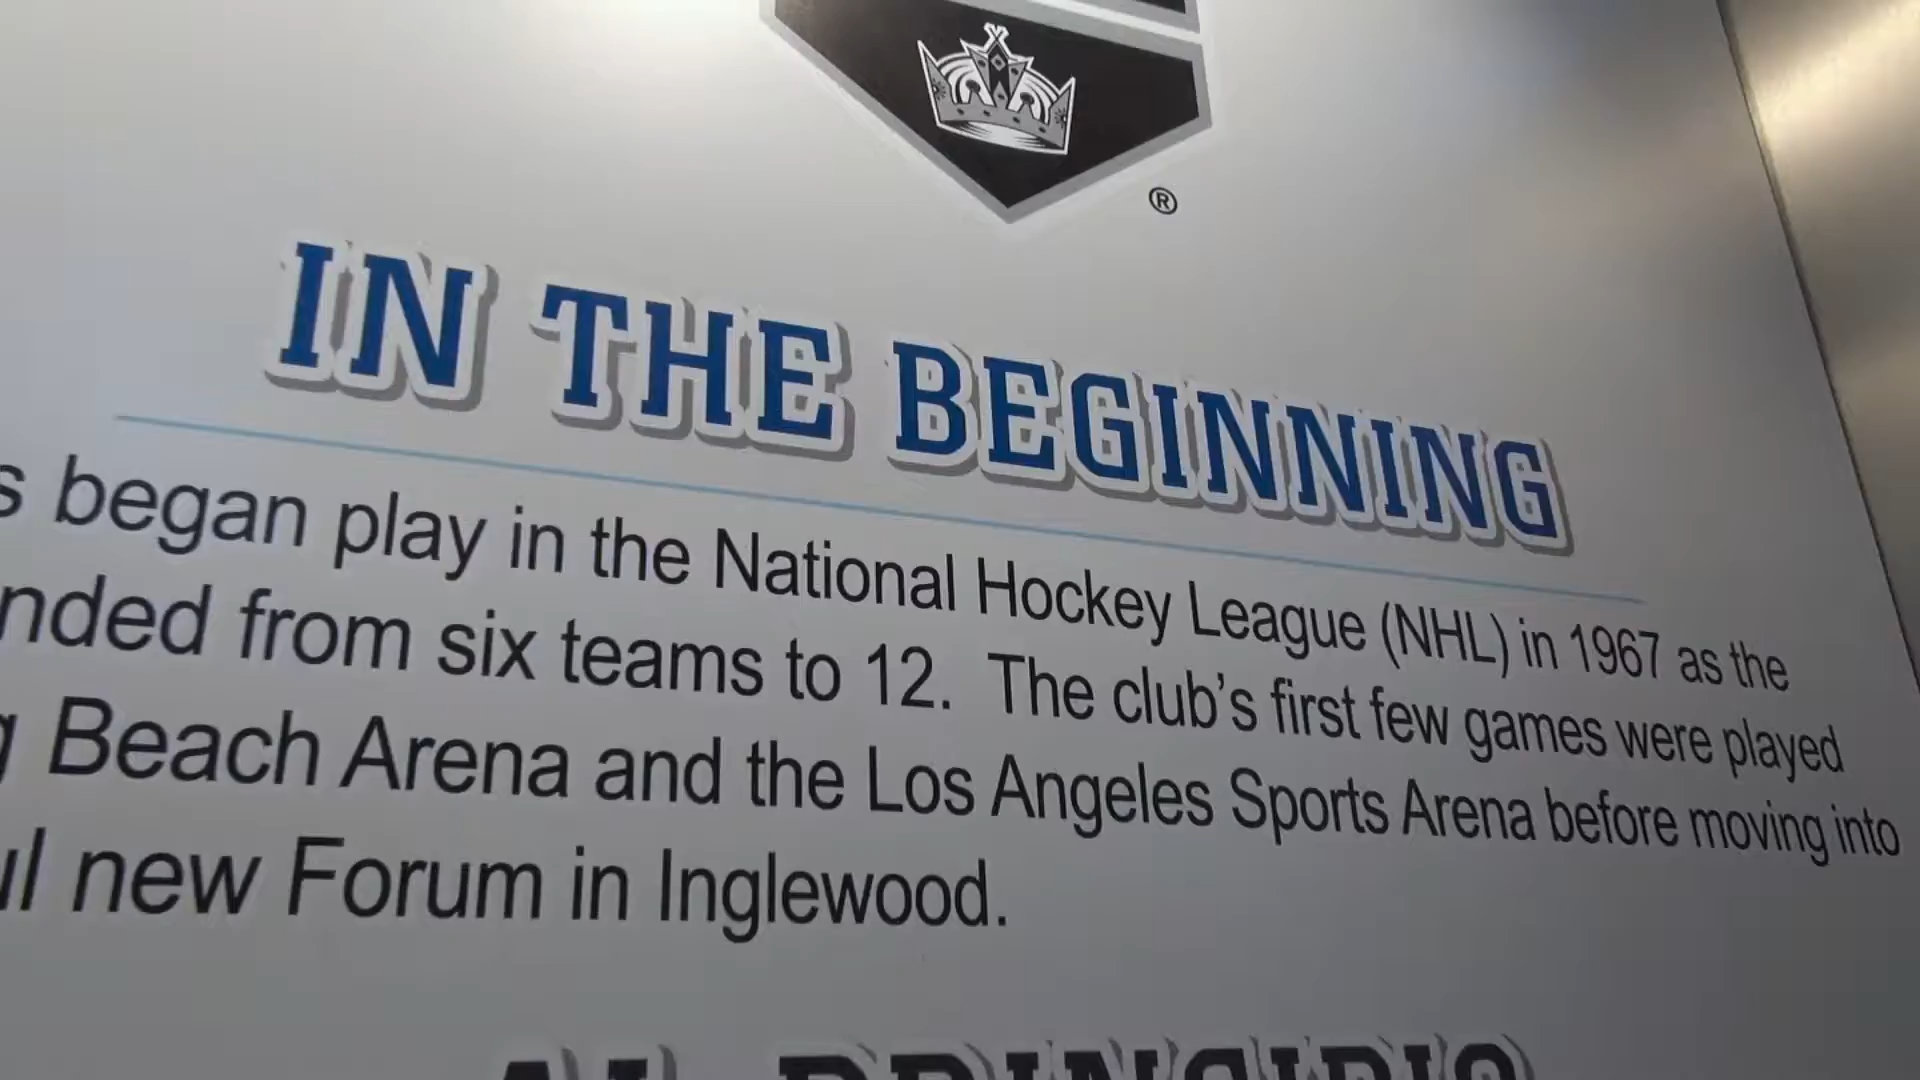 ®
IN THE BEGINNING
began play in the National Hockey League (NHL) in 1967 as the
from six teams to 12. The club's first few games were played
Beach Arena and the Los Angeles Sports Arena before moving into
new Forum in Inglewood.
AL PRINCIPIO